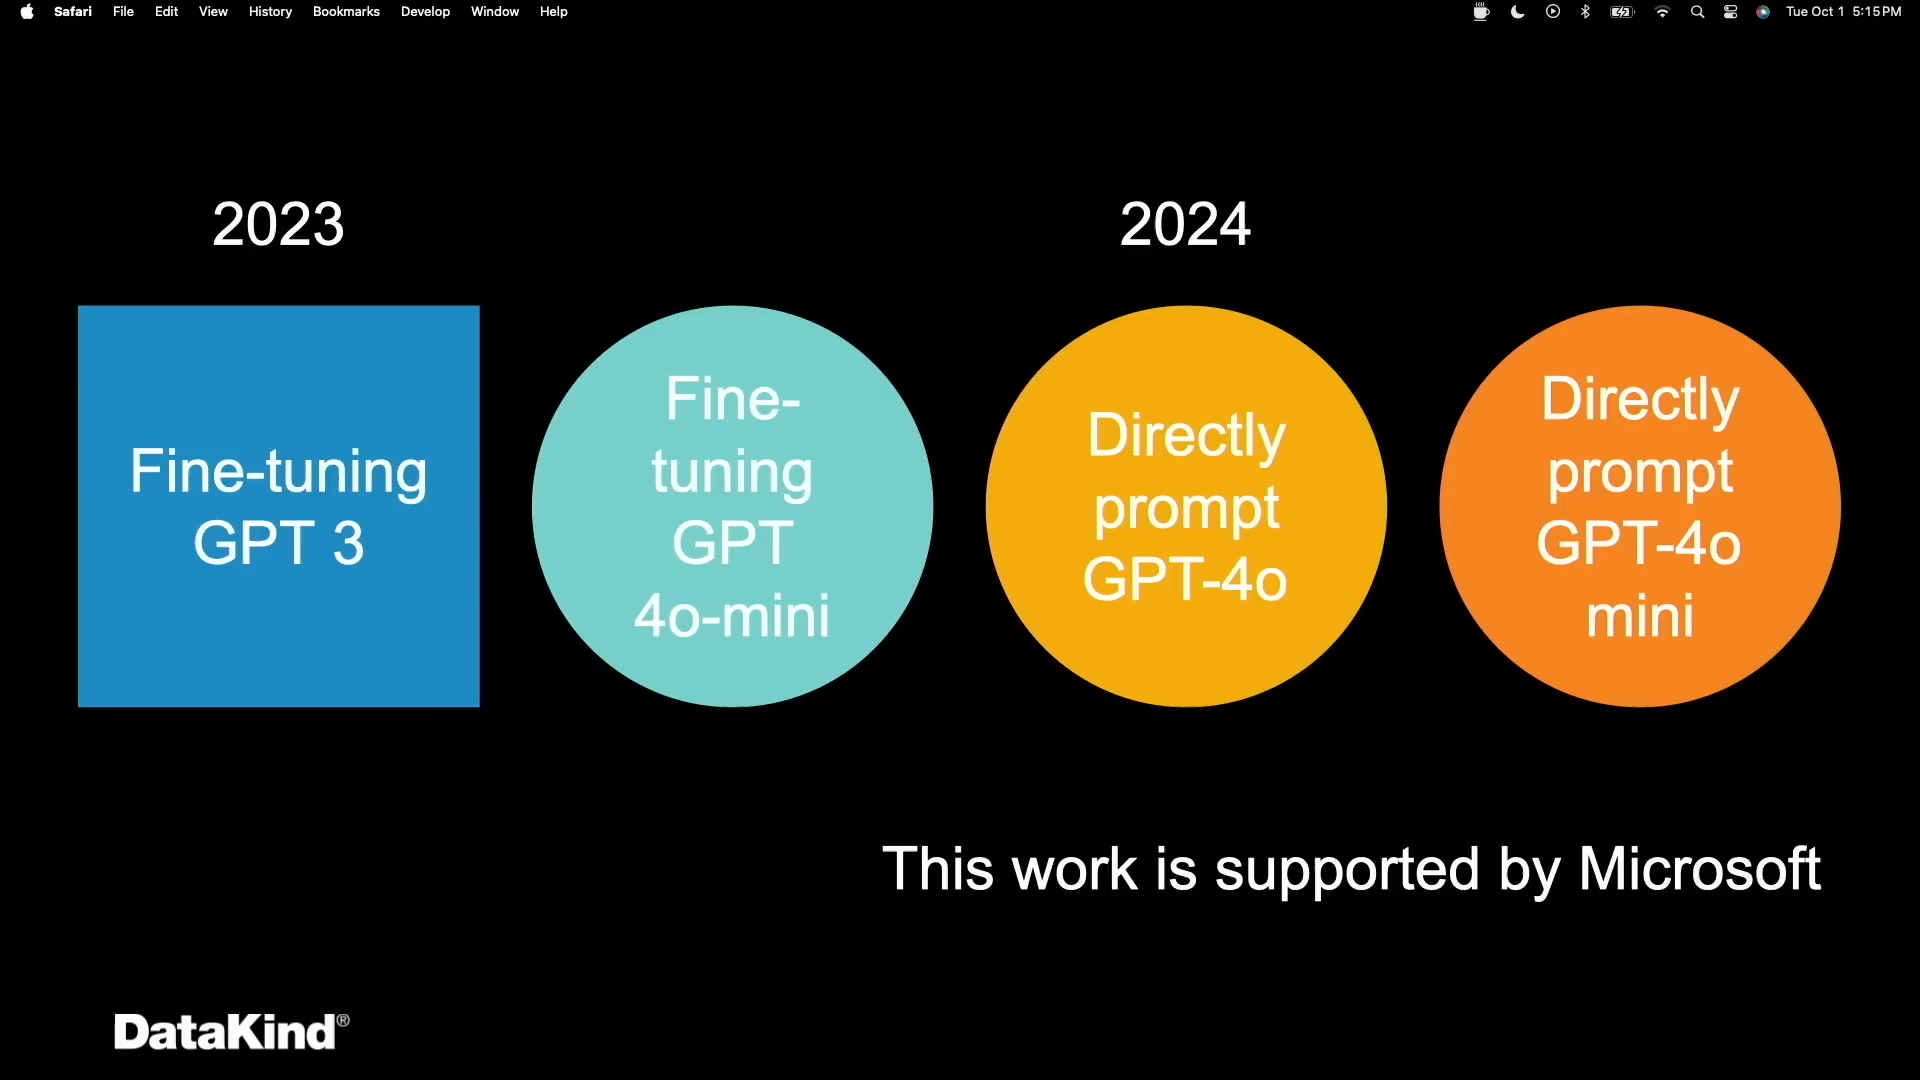 Safari File Edit View History Bookmarks Develop Window Help Tue Oct 1 5:15 PM
2023
2024
Fine-tuning
GPT 3
Fine-
tuning
GPT
4o-mini
Directly
prompt
GPT-4o
Directly
prompt
GPT-4o
mini
This work is supported by Microsoft
DataKind®